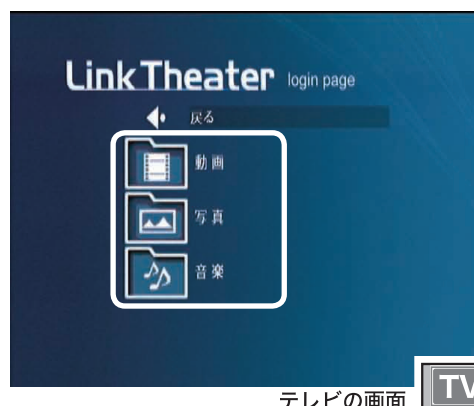 LinkTheater login page
戻る
動画
写真
音楽
テレビの画面 TV